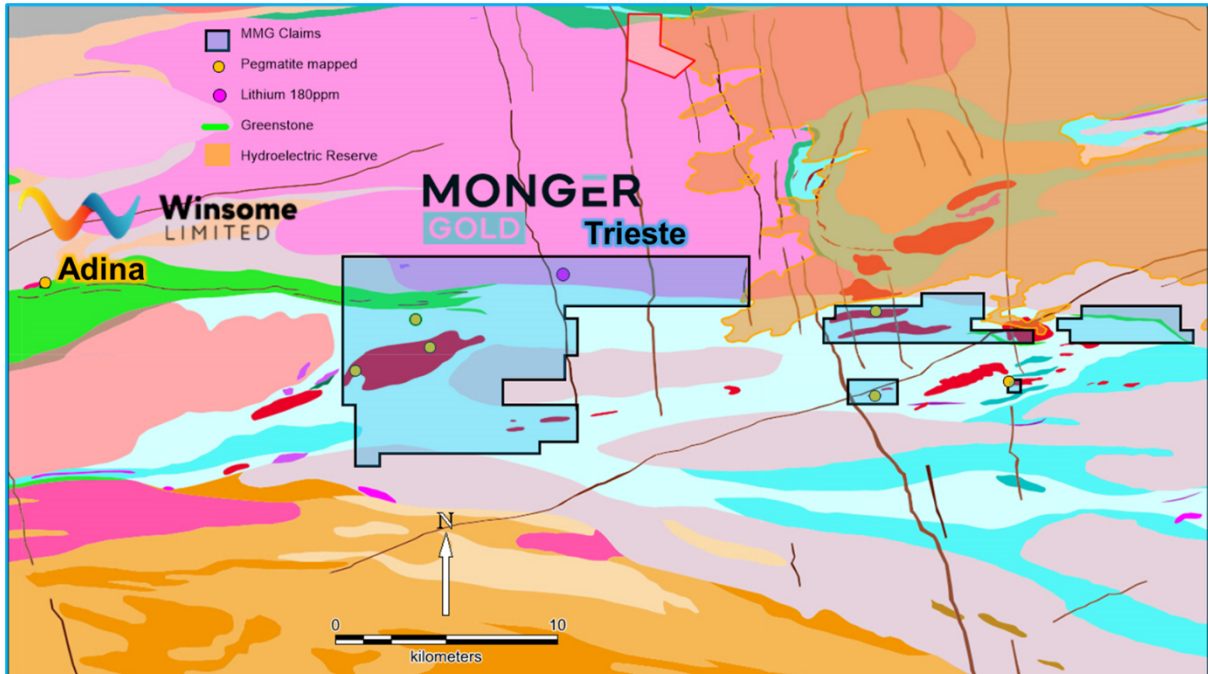 MMG Claims
Pegmatite mapped
Lithium 180ppm
Greenstone
Hydroelectric Reserve
Winsome
LIMITED
MONGER
GOLD
Trieste
Adina
N
0 10
kilometers